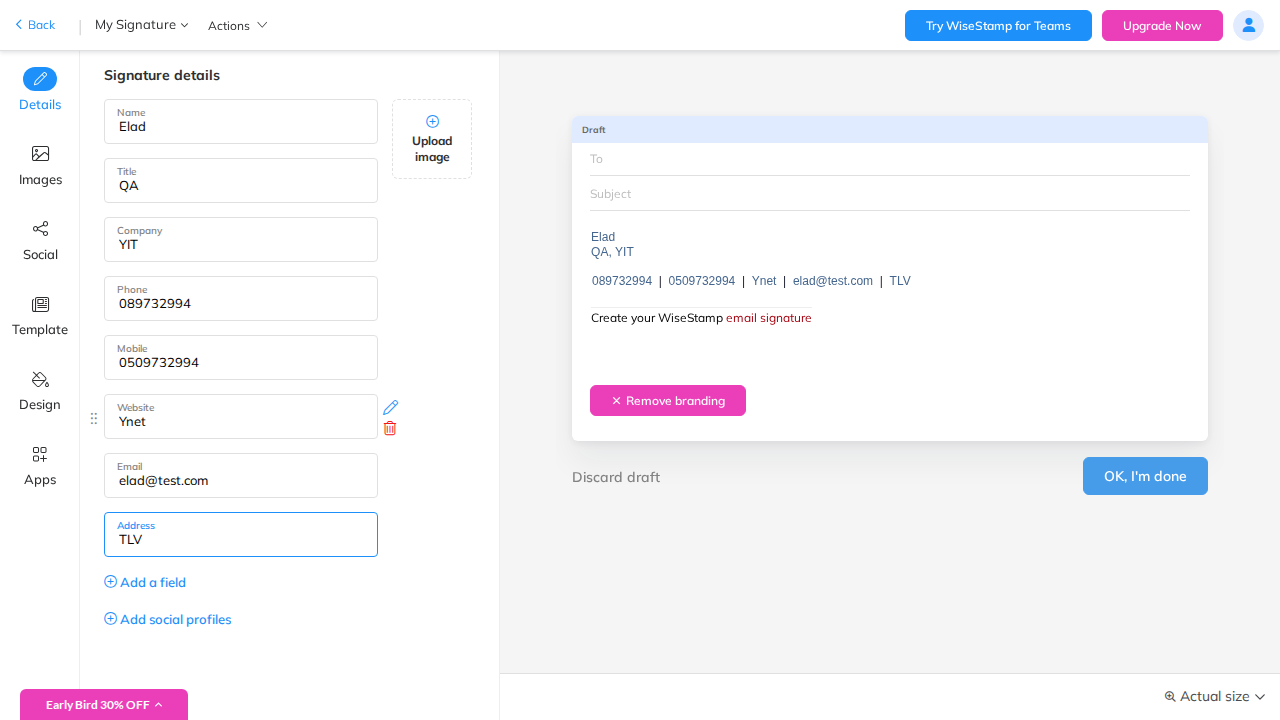 Back
My Signature
Actions
Try WiseStamp for Teams
Upgrade Now
Details
Images
Social
Template
Design
Apps
Signature details
Name
Elad
Title
QA
Company
YIT
Phone
089732994
Mobile
0509732994
Website
Ynet
Email
elad@test.com
Address
TLV
Upload
image
Add a field
Add social profiles
Early Bird 30% OFF
Draft
To
Subject
Elad
QA, YIT
089732994 | 0509732994 | Ynet | elad@test.com | TLV
Create your WiseStamp email signature
Remove branding
Discard draft
OK, I'm done
Actual size